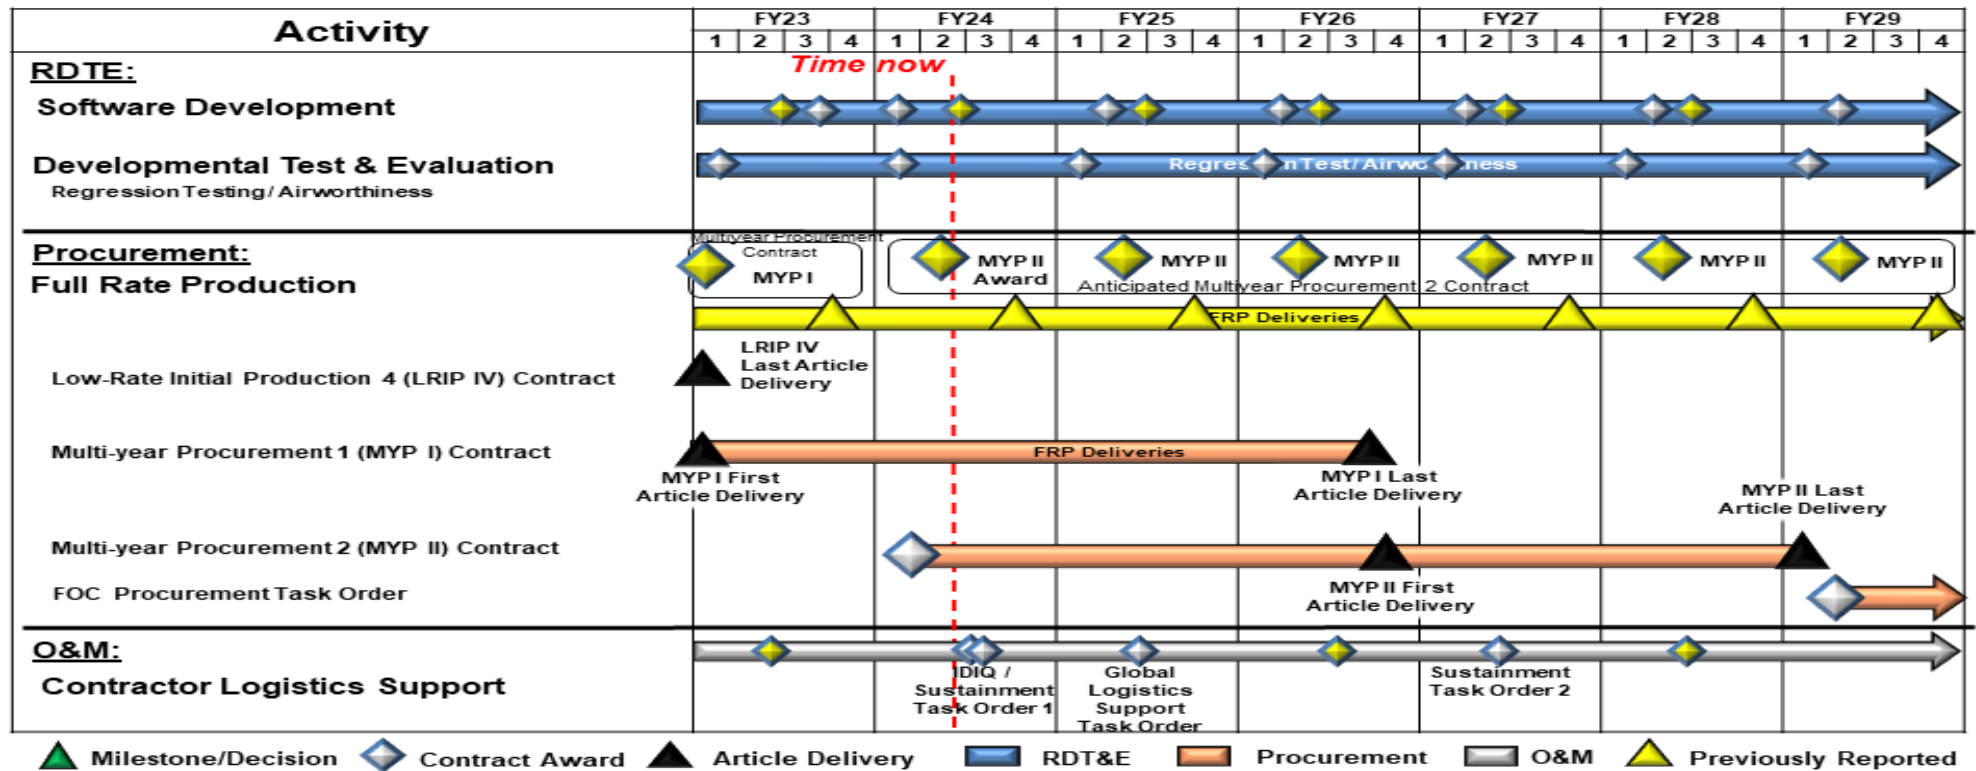 Activity
FY23 FY24 FY25 FY26 FY27 FY28 FY29
1 2 3 4 1 2 3 4 1 2 3 4 1 2 3 4 1 2 3 4 1 2 3 4 1 2 3 4
Time now
RDTE:
Software Development
Developmental Test & Evaluation
Regression Testing/ Airworthiness
Regres nTest/ Airwo ness
Procurement:
Full Rate Production
Multiyear Procurement
Contract
MYP I
MYP II
Award
MYP II
MYP II
MYP II
MYP II
MYP II
Anticipated Multiyear Procurement 2 Contract
FRP Deliveries
Low-Rate Initial Production 4 (LRIP IV) Contract
LRIP IV
Last Article
Delivery
Multi-year Procurement 1 (MYP I) Contract
FRP Deliveries
MYP I First
Article Delivery
MYP I Last
Article Delivery
MYP II Last
Article Delivery
Multi-year Procurement 2 (MYP II) Contract
MYP II First
Article Delivery
FOC Procurement Task Order
O&M:
Contractor Logistics Support
IDIQ /
Sustainment
Task Order 1
Global
Logistics
Support
Task Order
Sustainment
Task Order 2
Milestone/Decision Contract Award Article Delivery RDT&E Procurement O&M Previously Reported